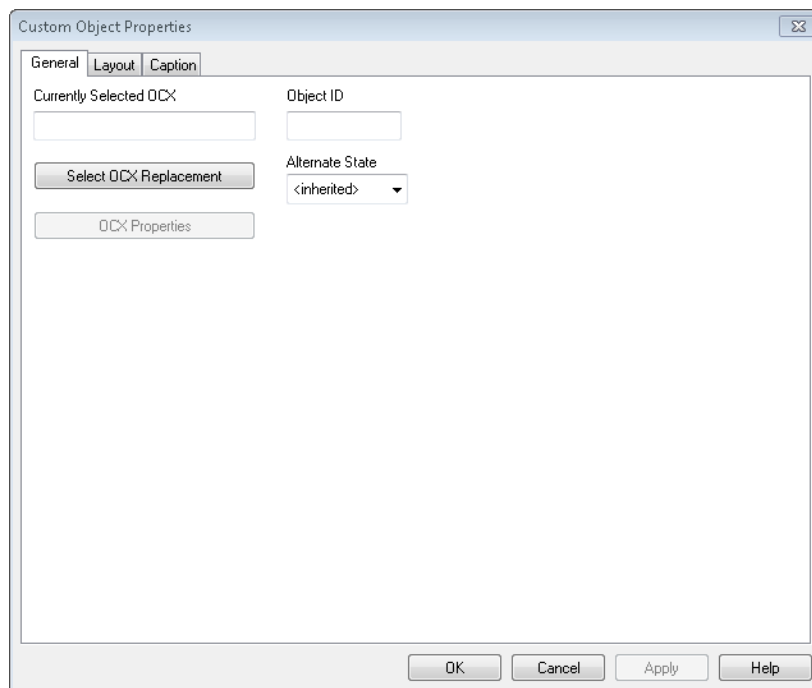 Custom Object Properties
General Layout Caption
Currently Selected OCX
Object ID
Select OCX Replacement
Alternate State
<inherited>
OCX Properties
OK Cancel Apply Help